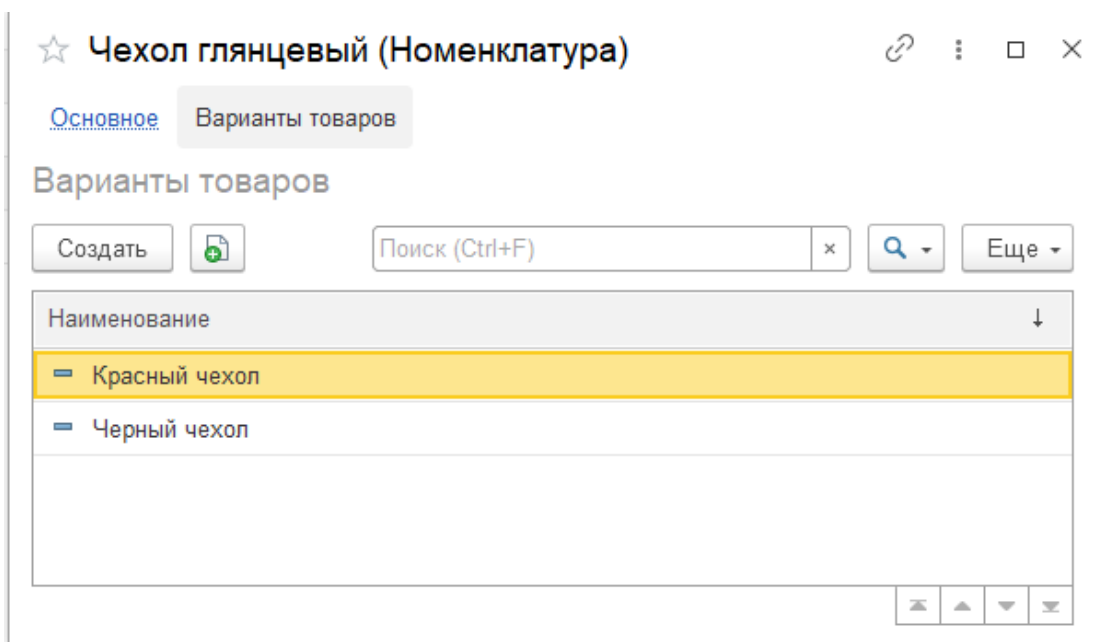 Чехол глянцевый (Номенклатура)
Основное Варианты товаров
Варианты товаров
Создать Поиск (Ctrl+F) × Еще
Наименование ↓
Красный чехол
Черный чехол